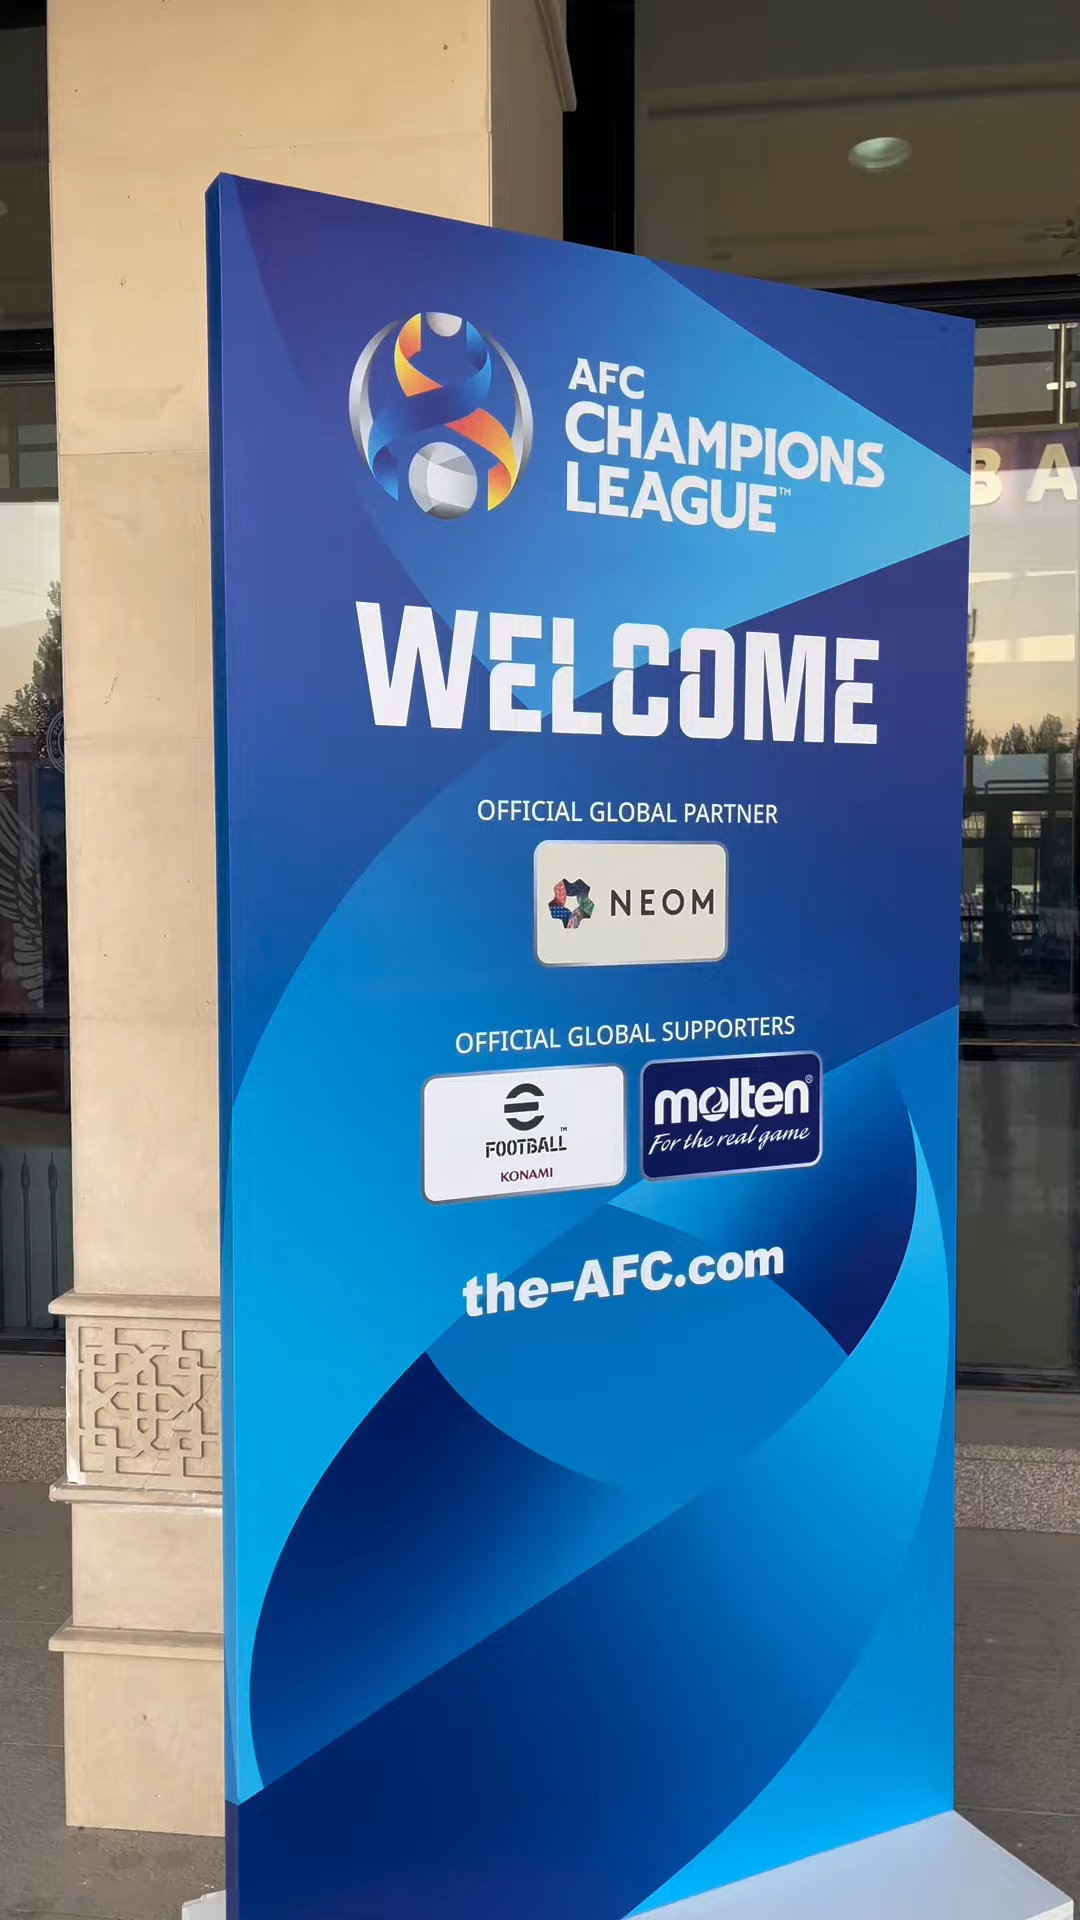 AFC
CHAMPIONS
LEAGUE™
WELCOME
OFFICIAL GLOBAL PARTNER
NEOM
OFFICIAL GLOBAL SUPPORTERS
FOOTBALL™
KONAMI
molten®
For the real game
the-AFC.com
B A